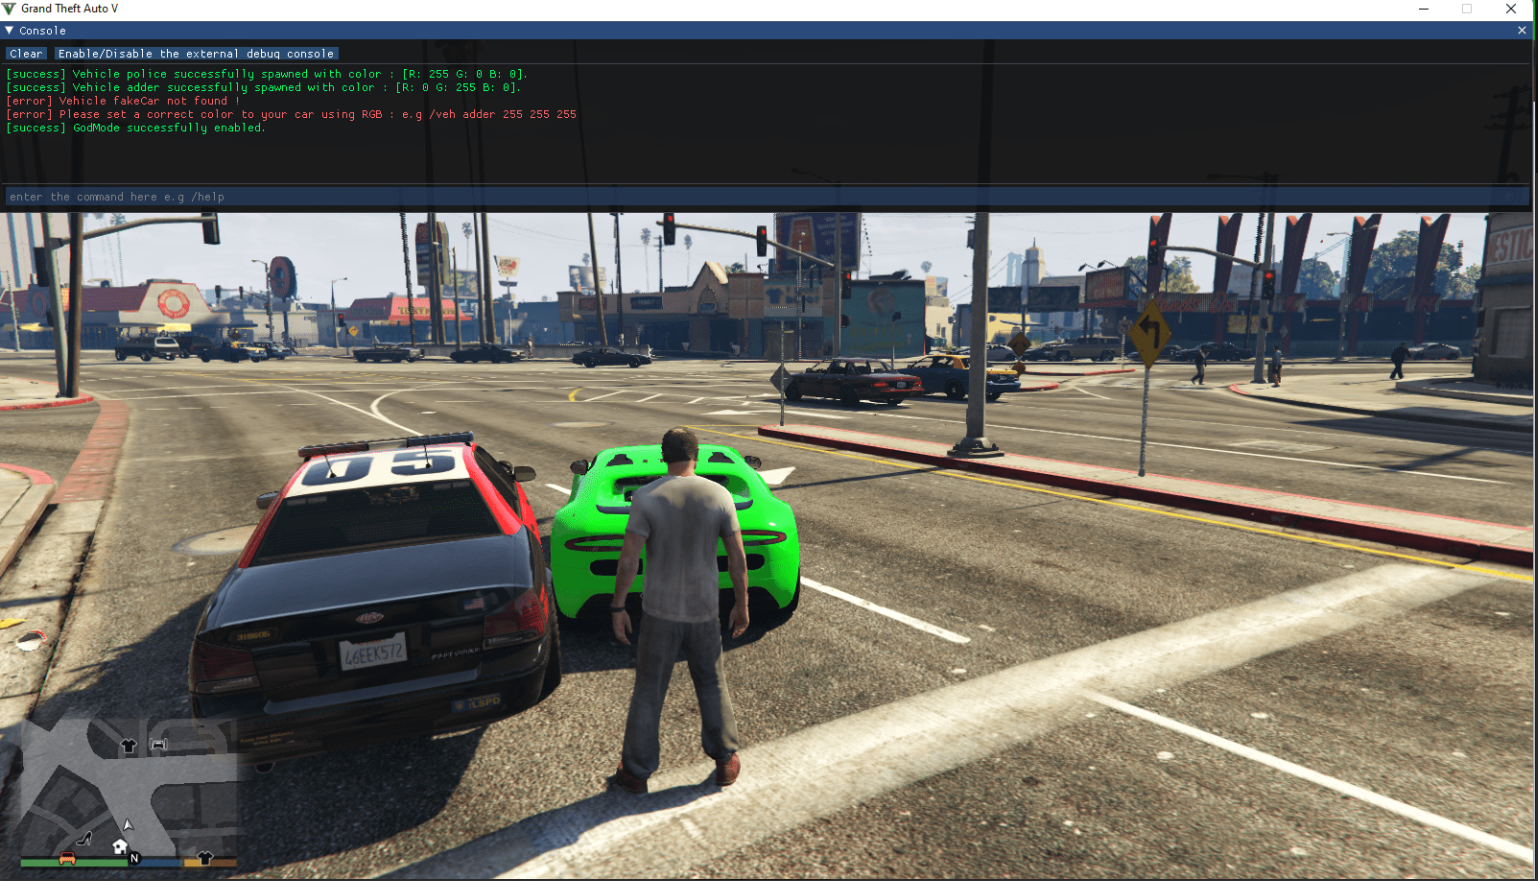 Grand Theft Auto V
Console
Clear Enable/Disable the external debug console
[success] Vehicle police successfully spawned with color : [R: 255 G: 0 B: 0].
[success] Vehicle adder successfully spawned with color : [R: 0 G: 255 B: 0].
[error] Vehicle fakeCar not found !
[error] Please set a correct color to your car using RGB : e.g /veh adder 255 255 255
[success] GodMode successfully enabled.
enter the command here e.g /help
05
46EEK572
LSPD
N